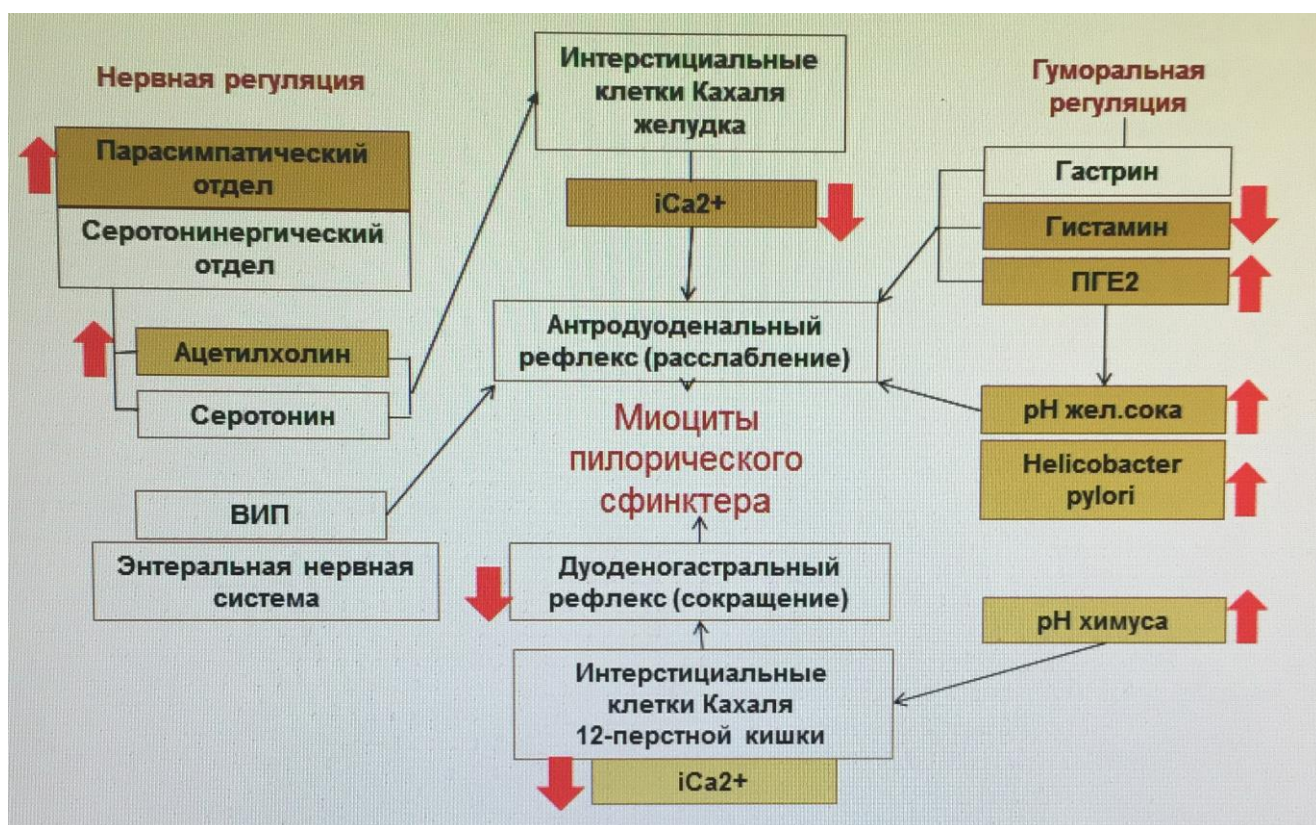 Нервная регуляция
Парасимпатический
отдел
Серотонинергический
отдел
Ацетилхолин
Серотонин
ВИП
Энтеральная нервная
система
Интерстициальные
клетки Кахаля
желудка
iCa2+
Антродуоденальный
рефлекс (расслабление)
Миоциты
пилорического
сфинктера
Дуоденогастральный
рефлекс (сокращение)
Интерстициальные
клетки Кахаля
12-перстной кишки
iCa2+
Гуморальная
регуляция
Гастрин
Гистамин
ПГЕ2
pH жел.сока
Helicobacter
pylori
pH химуса